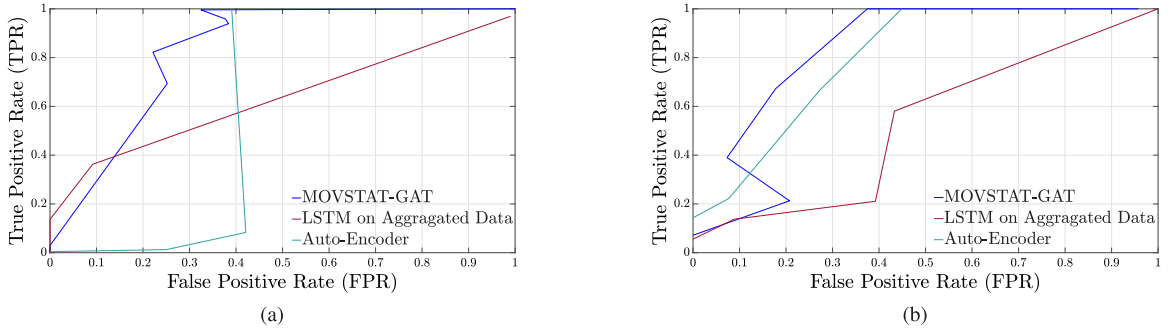 True Positive Rate (TPR)
1
0.8
0.6
0.4
0.2
0
MOVSTAT-GAT
LSTM on Aggragated Data
Auto-Encoder
0 0.1 0.2 0.3 0.4 0.5 0.6 0.7 0.8 0.9 1
False Positive Rate (FPR)
(a)
True Positive Rate (TPR)
1
0.8
0.6
0.4
0.2
0
MOVSTAT-GAT
LSTM on Aggragated Data
Auto-Encoder
0 0.1 0.2 0.3 0.4 0.5 0.6 0.7 0.8 0.9 1
False Positive Rate (FPR)
(b)